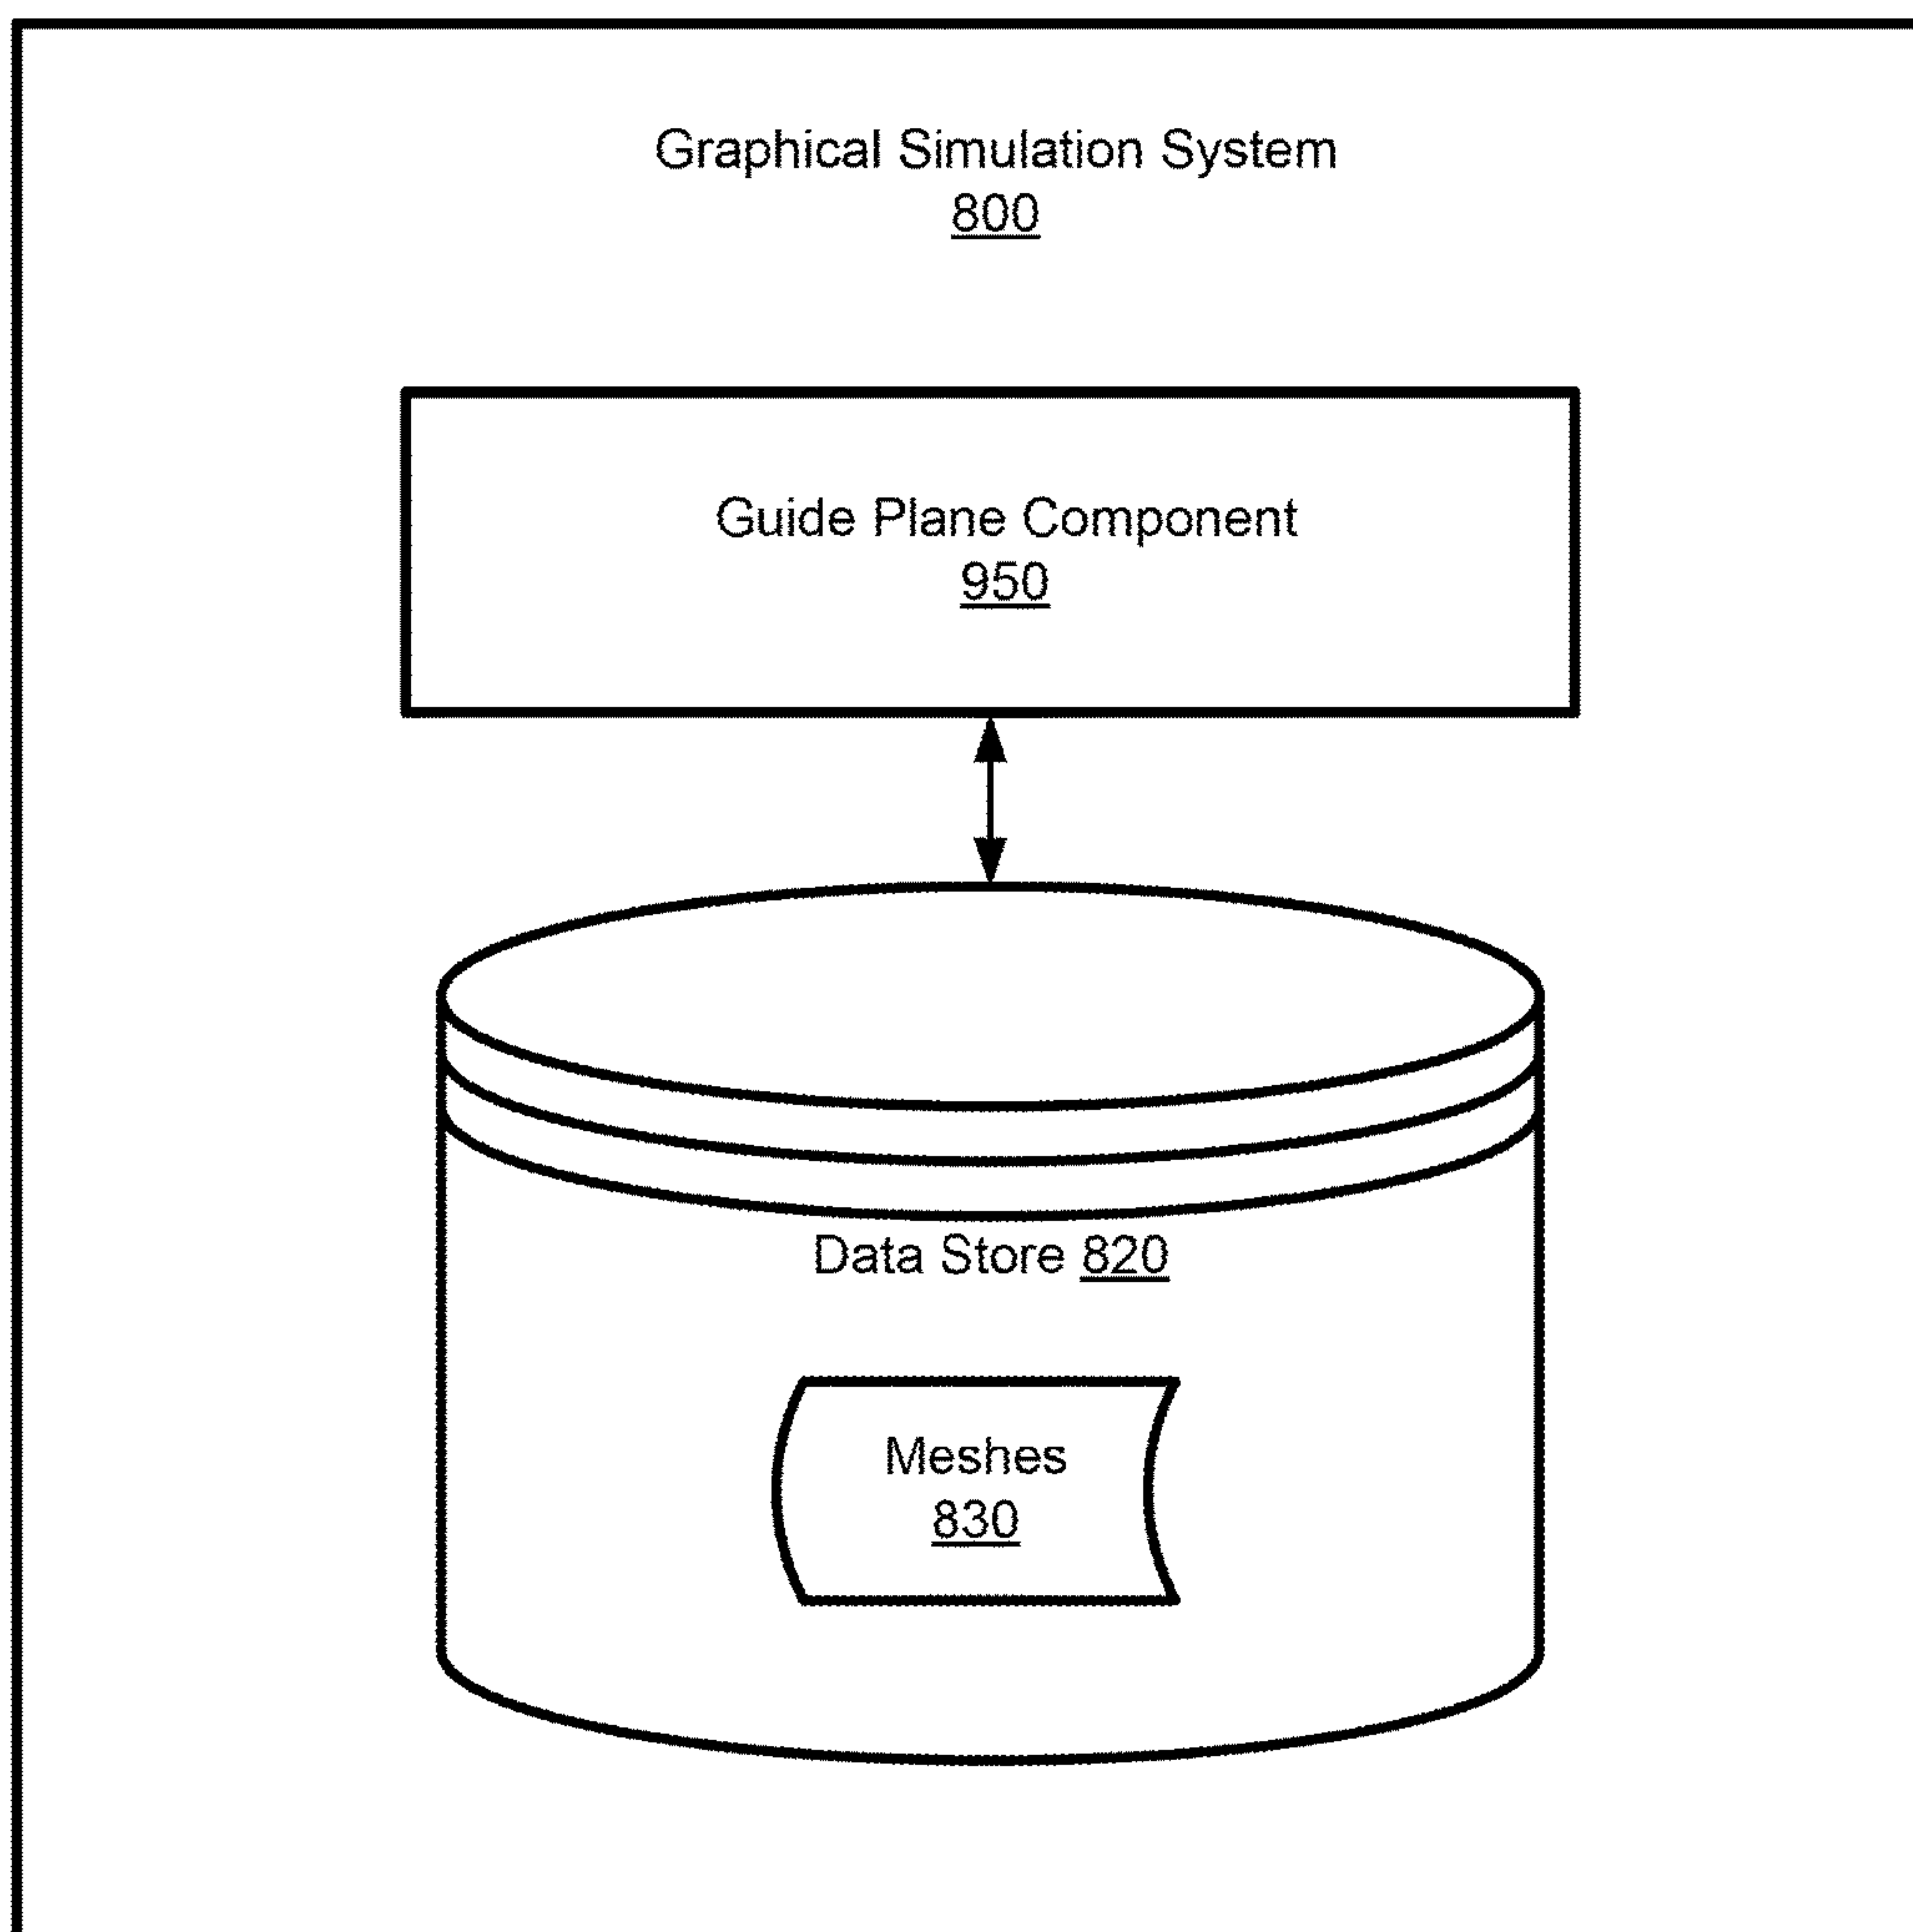 Graphical Simulation System
800
Guide Plane Component
950
Data Store 820
Meshes
830